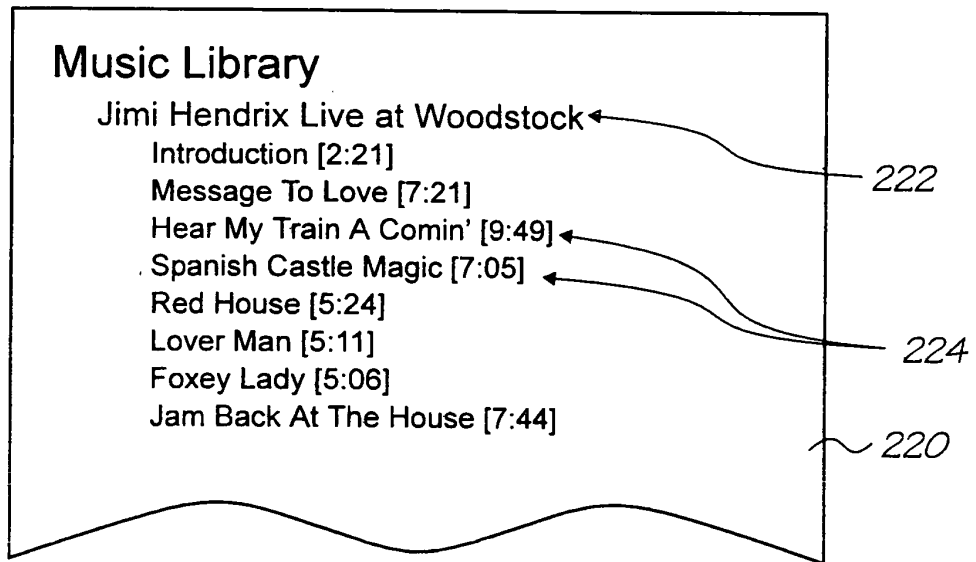 Music Library
Jimi Hendrix Live at Woodstock
Introduction [2:21]
Message To Love [7:21]
Hear My Train A Comin' [9:49]
Spanish Castle Magic [7:05]
Red House [5:24]
Lover Man [5:11]
Foxey Lady [5:06]
Jam Back At The House [7:44]
222
224
220